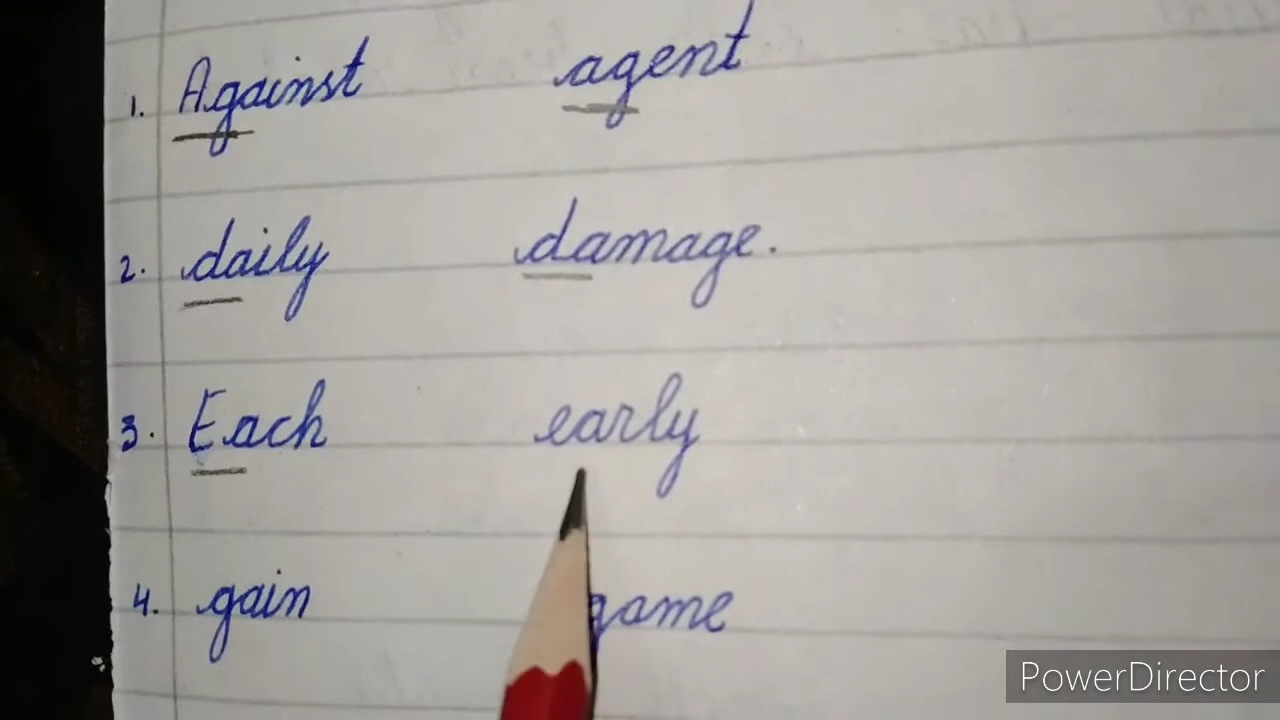 1. Against agent
2. daily damage.
3. Each early
4. gain game
PowerDirector